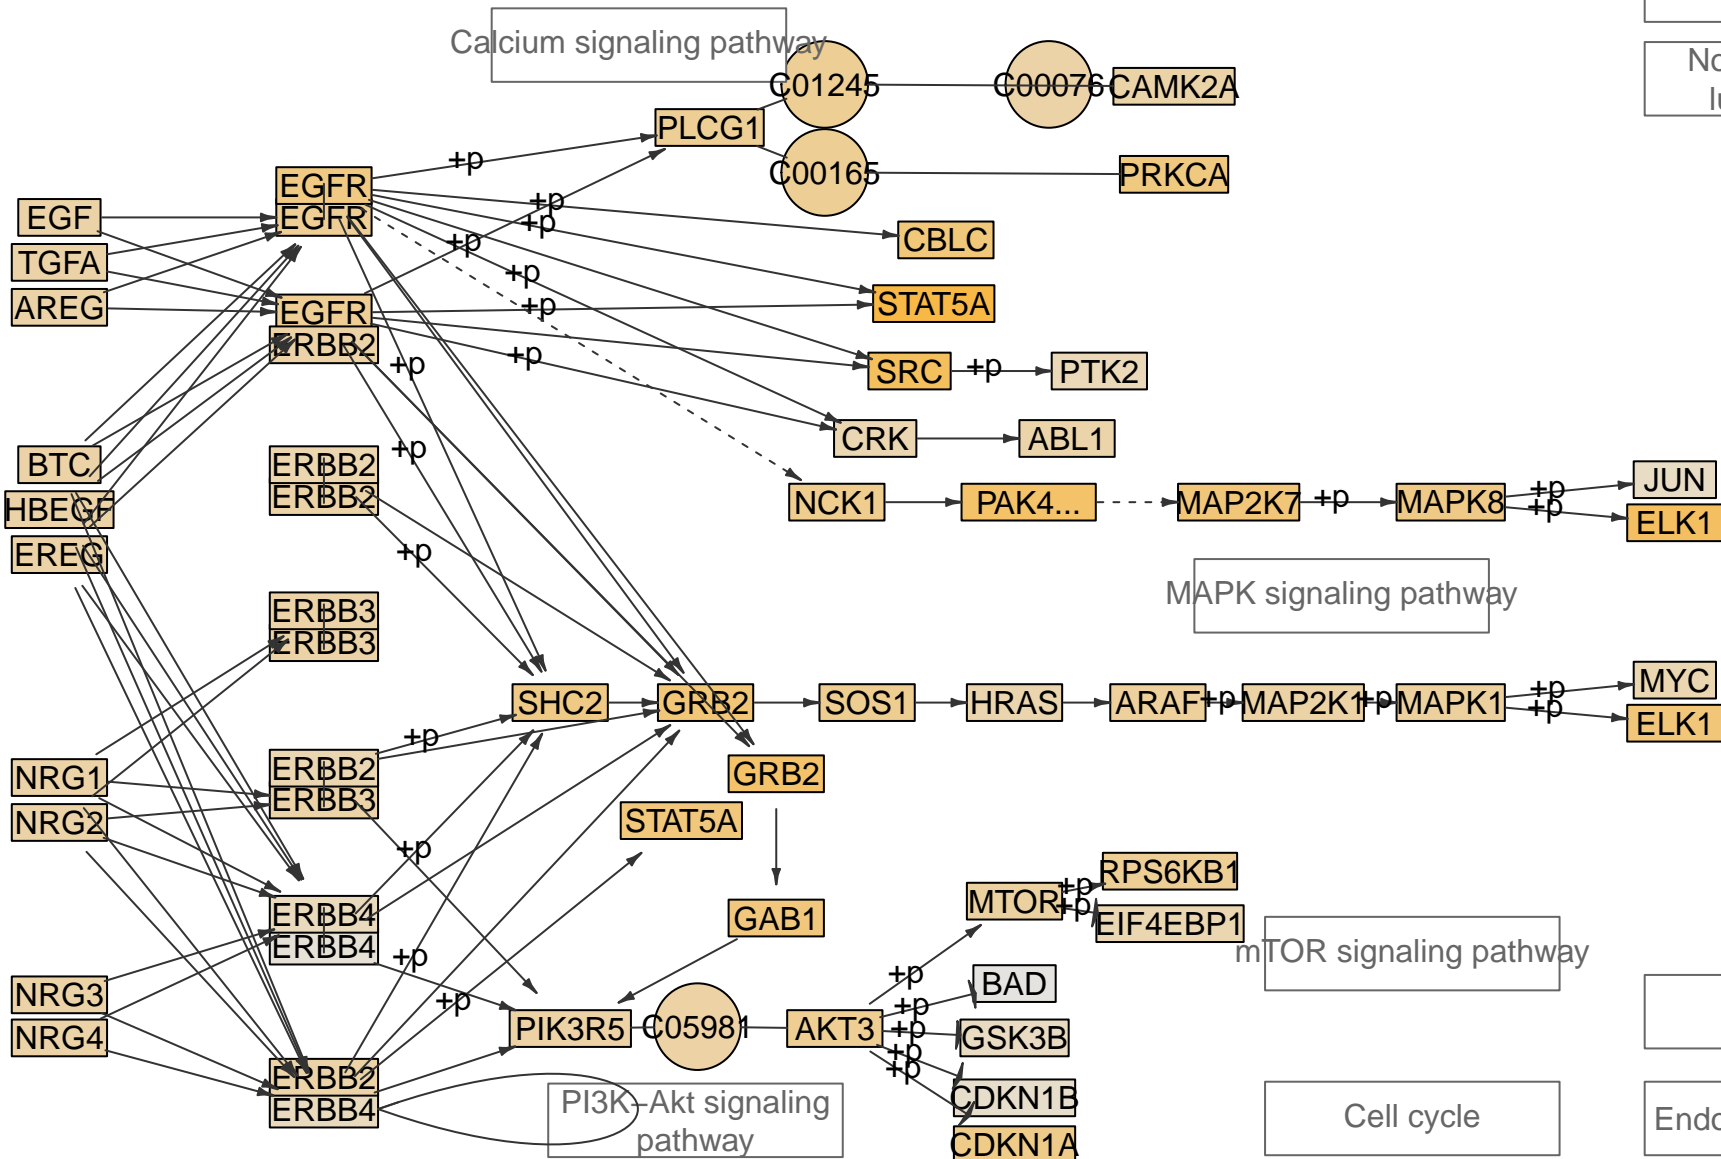 Calcium signaling pathway
No
lu
C01245
C00076
CAMK2A
PLCG1
+p
C00165
PRKCA
EGFR
EGFR
EGF
+p
+p
CBLC
TGFA
+p
+p
AREG
EGFR
+p
STAT5A
ERBB2
+p
+p
SRC
+p
PTK2
CRK
ABL1
BTC
ERBB2
+p
ERBB2
HBEGF
NCK1
PAK4...
MAP2K7
+p
MAPK8
+p
+p
JUN
ELK1
EREG
+p
MAPK signaling pathway
ERBB3
ERBB3
SHC2
GRB2
SOS1
HRAS
ARAF
+p
MAP2K1
+p
MAPK1
+p
+p
MYC
ELK1
+p
NRG1
ERBB2
ERBB3
GRB2
NRG2
STAT5A
+p
RPS6KB1
MTOR
+p
+p
EIF4EBP1
ERBB4
ERBB4
GAB1
mTOR signaling pathway
+p
+p
BAD
NRG3
+p
+p
NRG4
PIK3R5
C05981
AKT3
+p
GSK3B
+p
+p
ERBB2
ERBB4
PI3K–Akt signaling
pathway
CDKN1B
CDKN1A
Cell cycle
Endo